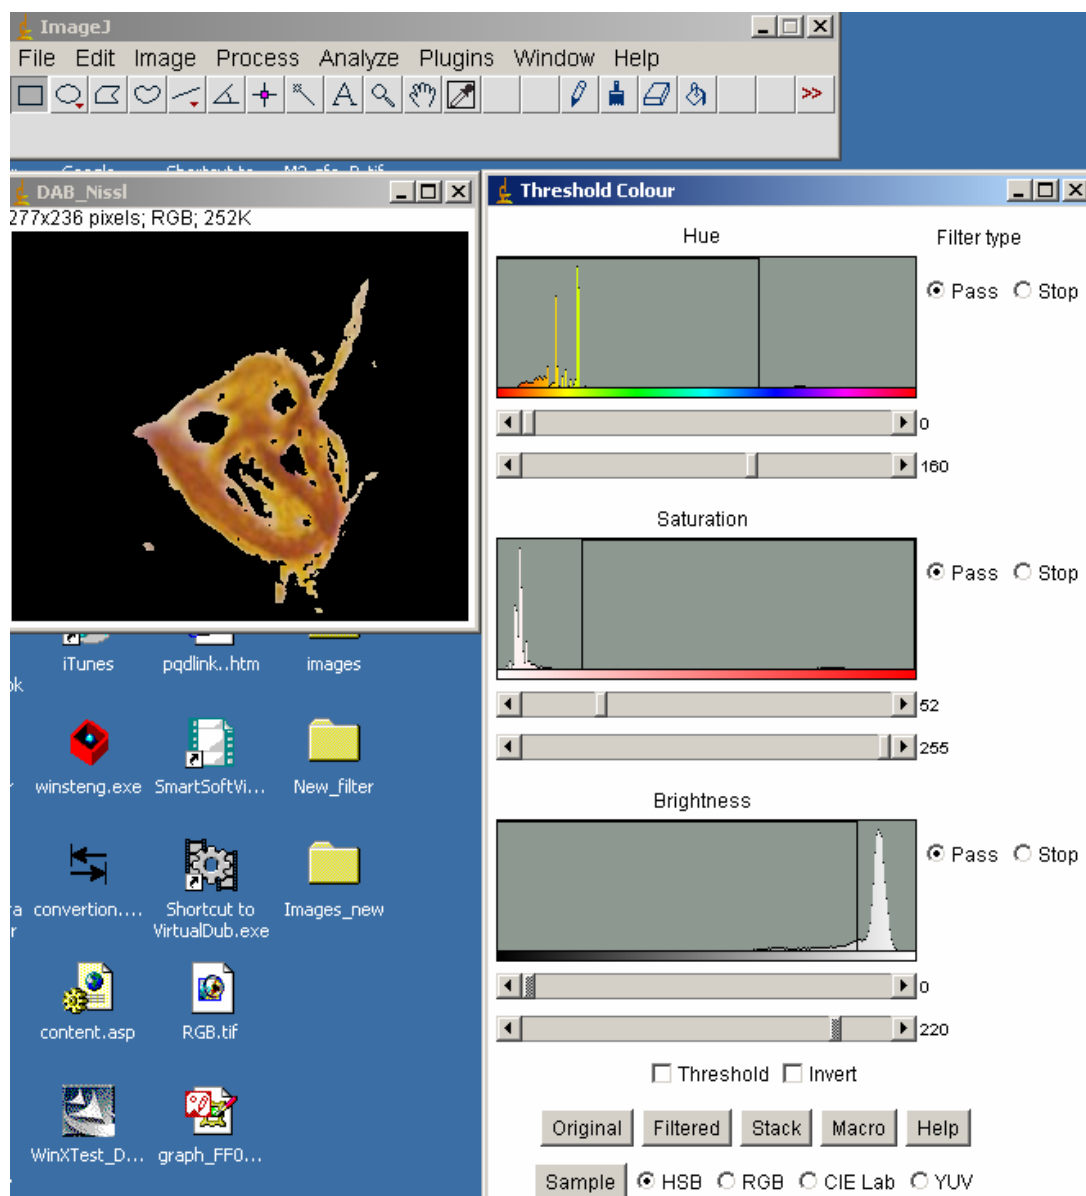 ImageJ
File Edit Image Process Analyze Plugins Window Help
A
>>
DAB_Nissl
277x236 pixels; RGB; 252K
Threshold Colour
Hue
Filter type
Pass Stop
0
160
Saturation
Pass Stop
52
255
Brightness
Pass Stop
0
220
Threshold Invert
Original Filtered Stack Macro Help
Sample HSB RGB CIE Lab YUV
iTunes
pqdlink..htm
images
winsteng.exe
SmartSoftVi...
New_filter
convertion....
Shortcut to
VirtualDub.exe
Images_new
content.asp
RGB.tif
WinXTest_D...
graph_FF0...